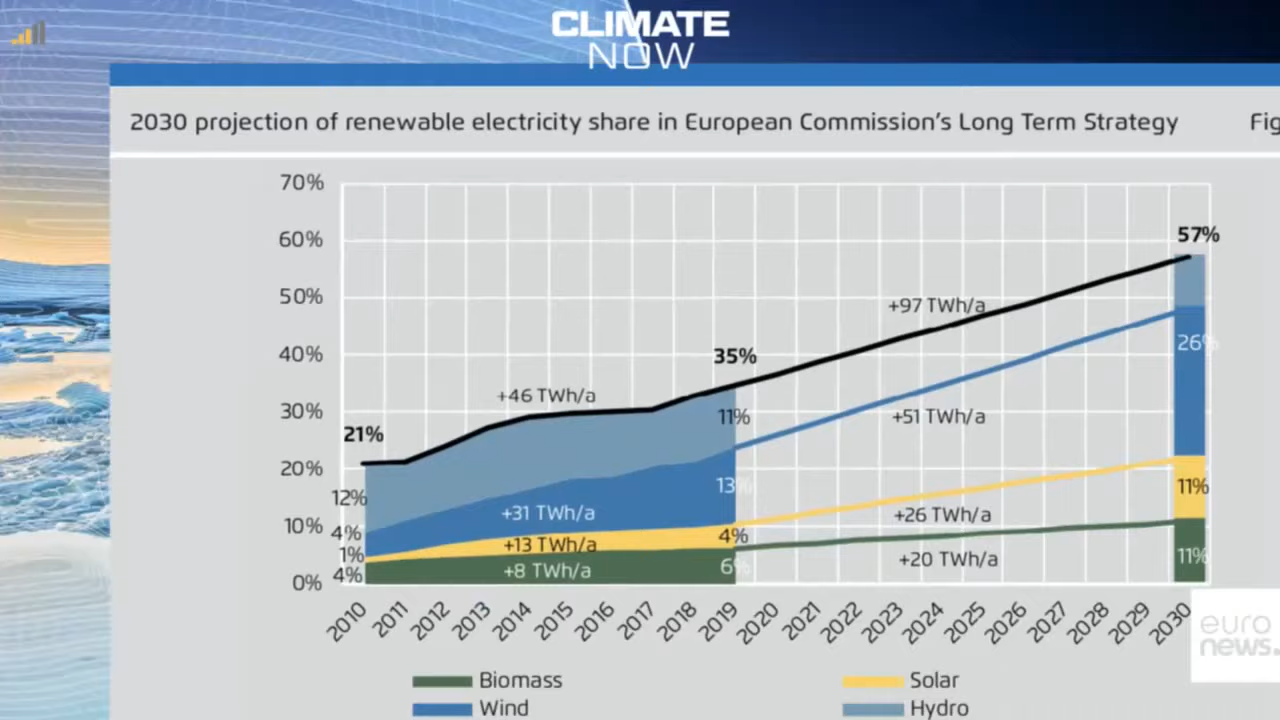 CLIMATE
NOW
2030 projection of renewable electricity share in European Commission's Long Term Strategy
Fig
70%
60%
50%
40%
30%
20%
10%
0%
57%
+97 TWh/a
35%
26%
+46 TWh/a
11%
+51 TWh/a
21%
12%
13%
11%
4%
+31 TWh/a
+26 TWh/a
1%
+13 TWh/a
4%
4%
+8 TWh/a
6%
+20 TWh/a
11%
2010 2011 2012 2013 2014 2015 2016 2017 2018 2019 2020 2021 2022 2023 2024 2025 2026 2027 2028 2029 2030
euro
news.
Biomass
Solar
Wind
Hydro